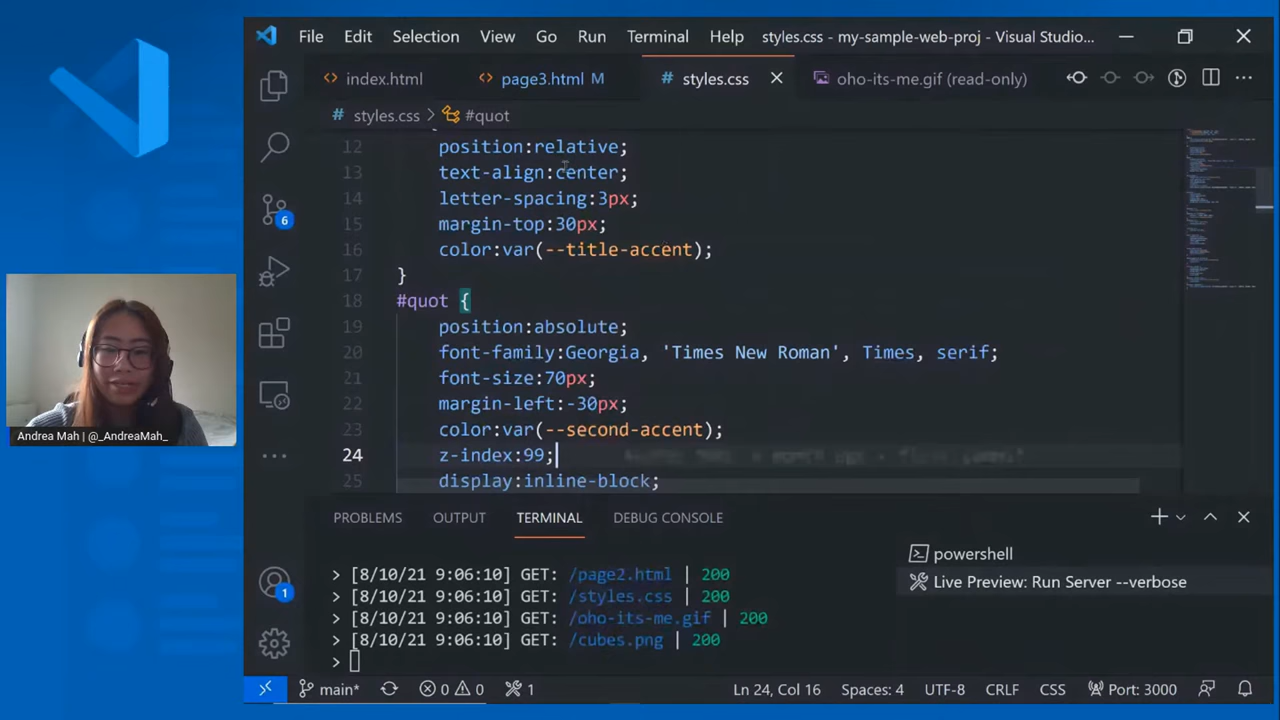 File Edit Selection View Go Run Terminal Help styles.css - my-sample-web-proj - Visual Studio...
index.html page3.html M # styles.css oho-its-me.gif (read-only)
# styles.css > #quot
12 position:relative;
13 text-align:center;
14 letter-spacing:3px;
15 margin-top:30px;
16 color:var(--title-accent);
17 }
18 #quot {
19 position:absolute;
20 font-family:Georgia, 'Times New Roman', Times, serif;
21 font-size:70px;
22 margin-left:-30px;
23 color:var(--second-accent);
24 z-index:99;
25 display:inline-block;
6
Andrea Mah | @_AndreaMah_
PROBLEMS OUTPUT TERMINAL DEBUG CONSOLE
powershell
Live Preview: Run Server --verbose
> [8/10/21 9:06:10] GET: /page2.html | 200
> [8/10/21 9:06:10] GET: /styles.css | 200
> [8/10/21 9:06:10] GET: /oho-its-me.gif | 200
> [8/10/21 9:06:10] GET: /cubes.png | 200
>
1
main* 0 0 1 Ln 24, Col 16 Spaces: 4 UTF-8 CRLF CSS Port: 3000